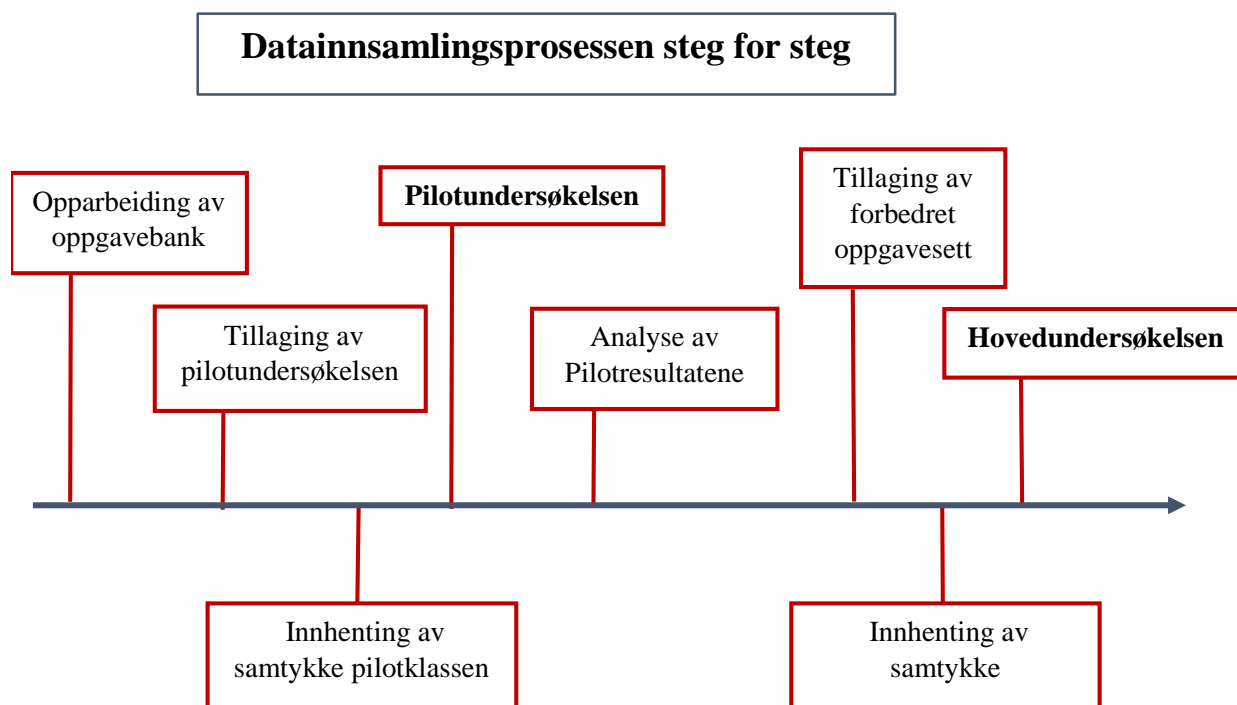 Datainnsamlingsprosessen steg for steg
Opparbeiding av
oppgavebank
Tillaging av
pilotundersøkelsen
Innhenting av
samtykke pilotklassen
Pilotundersøkelsen
Analyse av
Pilotresultatene
Tillaging av
forbedret
oppgavesett
Innhenting av
samtykke
Hovedundersøkelsen